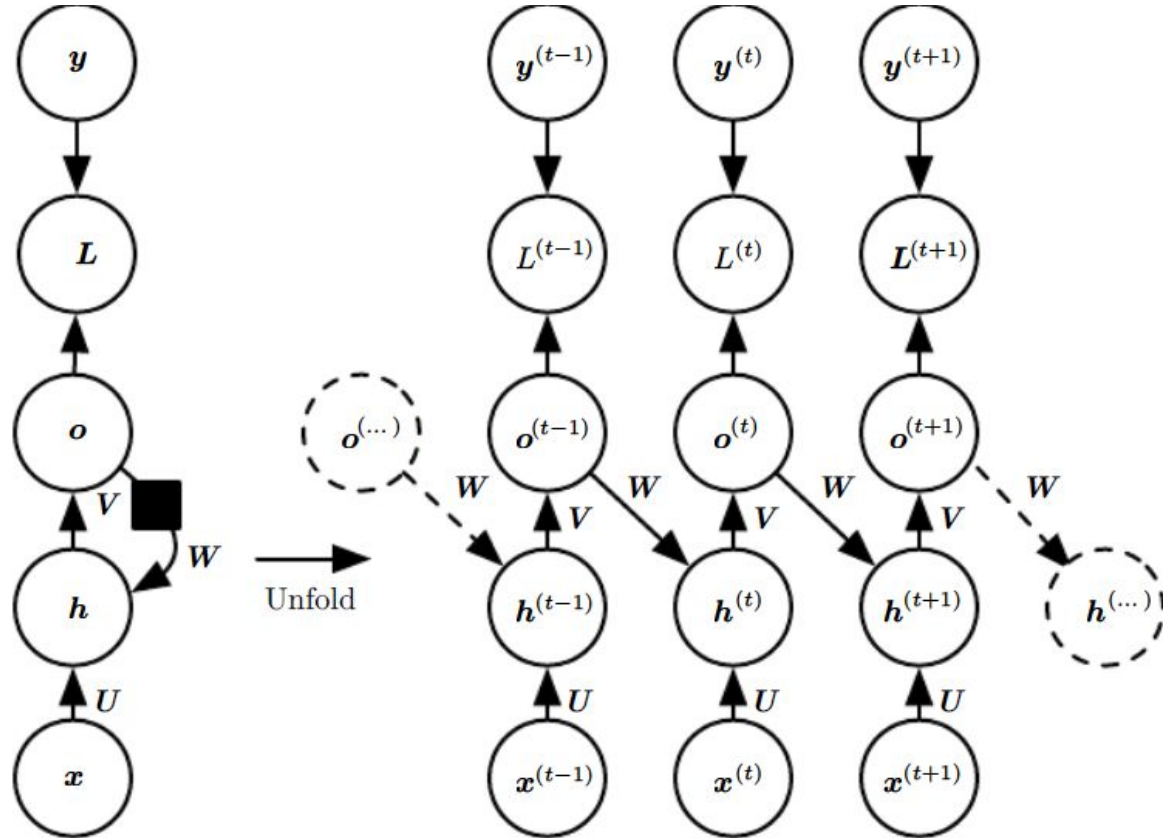 y y^{(t−1)} y^{(t)} y^{(t+1)}
L L^{(t−1)} L^{(t)} L^{(t+1)}
o o^{(...)} o^{(t−1)} o^{(t)} o^{(t+1)}
W W W
V V V V
W
Unfold
h h^{(t−1)} h^{(t)} h^{(t+1)} h^{(...)}
U U U U
x x^{(t−1)} x^{(t)} x^{(t+1)}